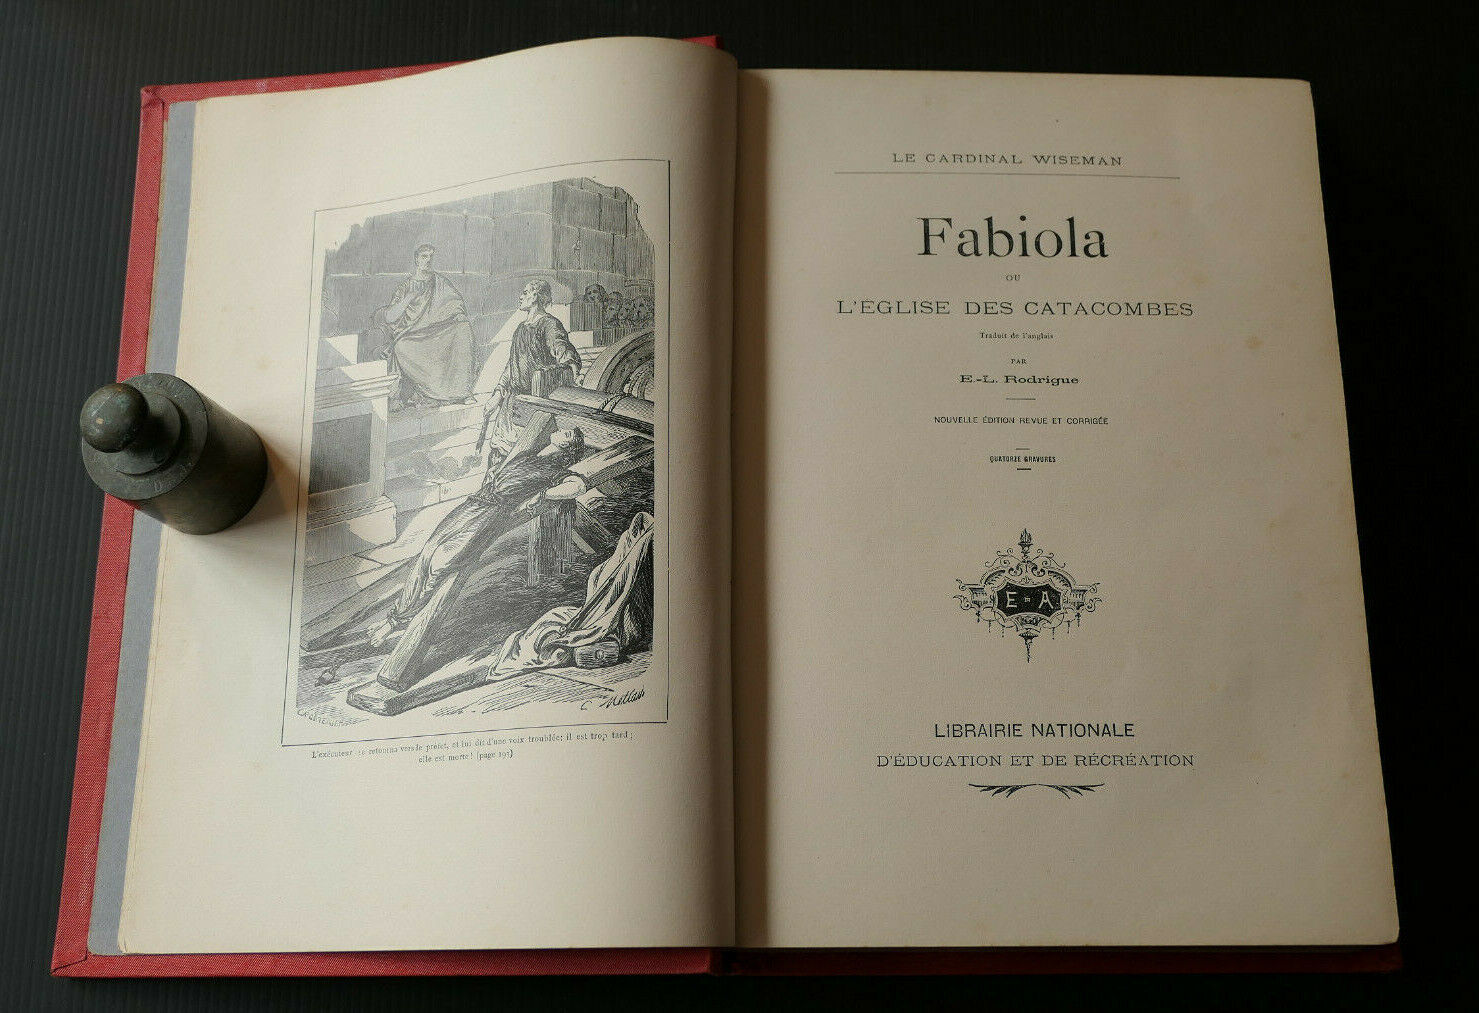 L'exécuteur se retourna vers le préfet, et lui dit d'une voix troublée: il est trop tard;
elle est morte! (page 193)
LE CARDINAL WISEMAN
Fabiola
OU
L'EGLISE DES CATACOMBES
Traduit de l'anglais
PAR
E.-L. Rodrigue
NOUVELLE ÉDITION REVUE ET CORRIGÉE
QUATORZE GRAVURES
E DE A
LIBRAIRIE NATIONALE
D'ÉDUCATION ET DE RÉCRÉATION